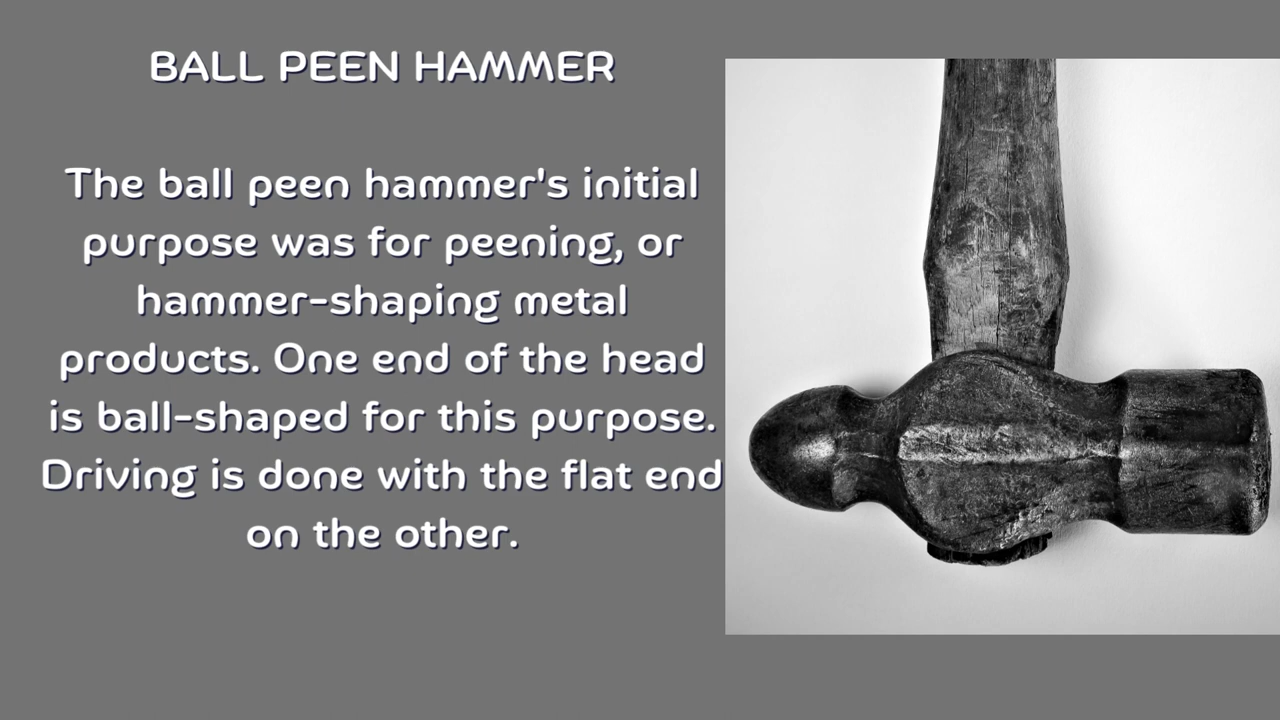 BALL PEEN HAMMER
The ball peen hammer's initial
purpose was for peening, or
hammer-shaping metal
products. One end of the head
is ball-shaped for this purpose.
Driving is done with the flat end
on the other.